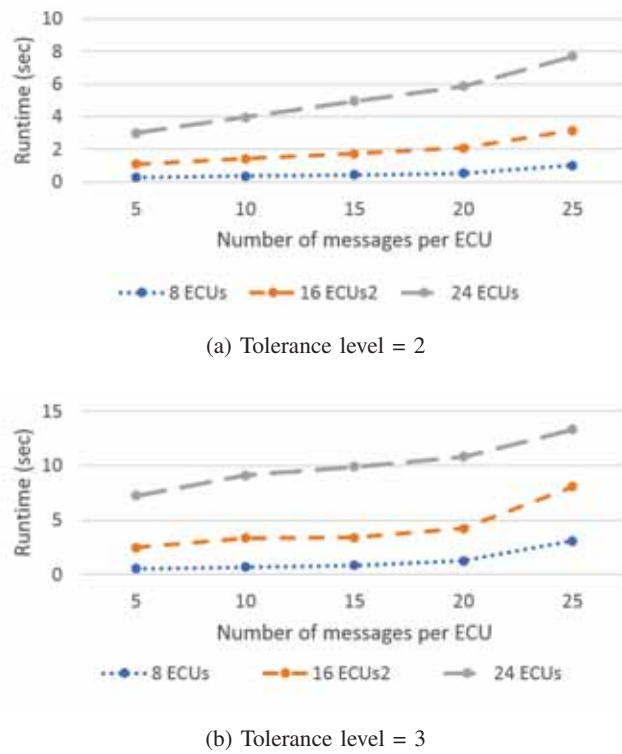 10
8
6
4
2
0
Runtime (sec)
5 10 15 20 25
Number of messages per ECU
8 ECUs 16 ECUs2 24 ECUs
(a) Tolerance level = 2
15
10
5
0
Runtime (sec)
5 10 15 20 25
Number of messages per ECU
8 ECUs 16 ECUs2 24 ECUs
(b) Tolerance level = 3